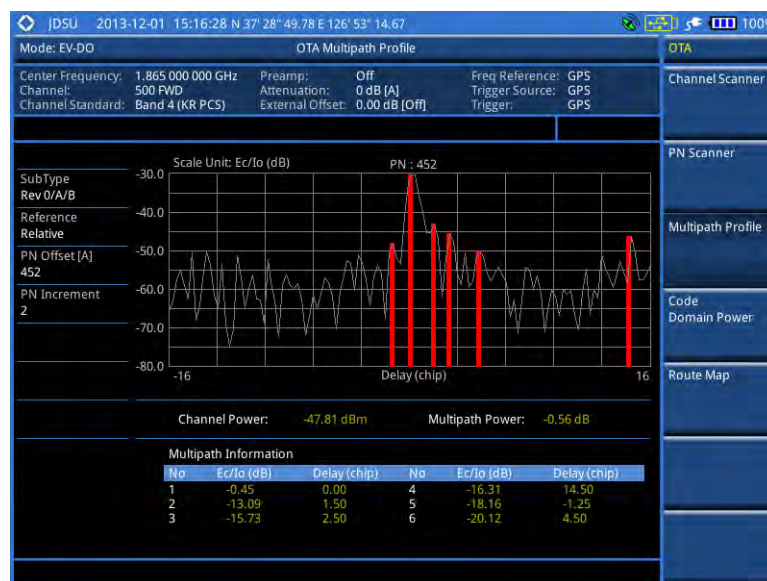 JDSU 2013-12-01 15:16:28 N 37' 28" 49.78 E 126' 53" 14.67 100%
Mode: EV-DO OTA Multipath Profile OTA
Center Frequency: 1.865 000 000 GHz Preamp: Off Freq Reference: GPS
Channel: 500 FWD Attenuation: 0 dB [A] Trigger Source: GPS
Channel Standard: Band 4 (KR PCS) External Offset: 0.00 dB [Off] Trigger: GPS
Channel Scanner
PN Scanner
Multipath Profile
Code
Domain Power
Route Map
SubType
Rev 0/A/B
Reference
Relative
PN Offset [A]
452
PN Increment
2
Scale Unit: Ec/Io (dB) PN : 452
-30.0
-40.0
-50.0
-60.0
-70.0
-80.0
-16 Delay (chip) 16
Channel Power: -47.81 dBm Multipath Power: -0.56 dB
Multipath Information
No Ec/Io (dB) Delay (chip) No Ec/Io (dB) Delay (chip)
1 -0.45 0.00 4 -16.31 14.50
2 -13.09 1.50 5 -18.16 -1.25
3 -15.73 2.50 6 -20.12 4.50